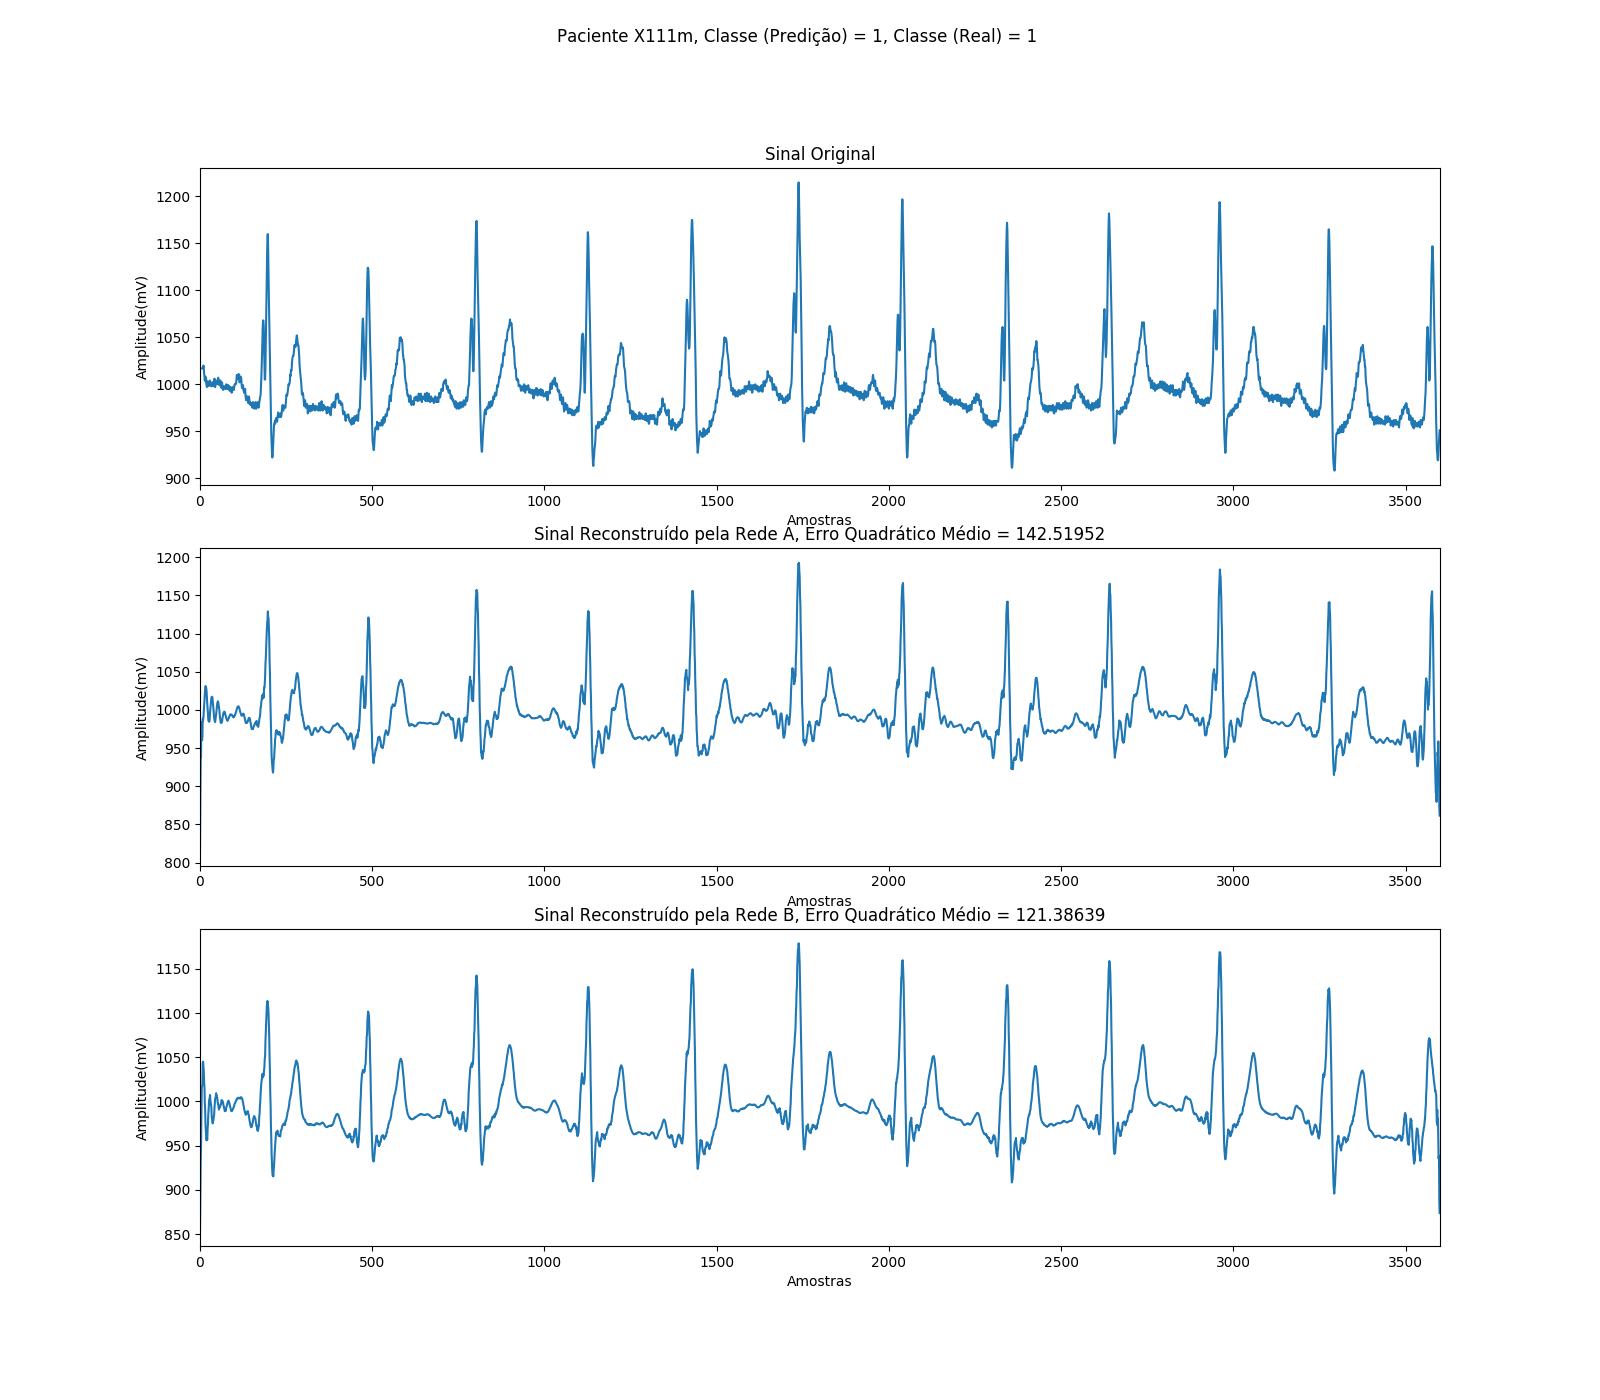 Paciente X111m, Classe (Predição) = 1, Classe (Real) = 1
Sinal Original
Amplitude(mV)
1200
1150
1100
1050
1000
950
900
0 500 1000 1500 2000 2500 3000 3500
Amostras
Sinal Reconstruído pela Rede A, Erro Quadrático Médio = 142.51952
Amplitude(mV)
1200
1150
1100
1050
1000
950
900
850
800
0 500 1000 1500 2000 2500 3000 3500
Amostras
Sinal Reconstruído pela Rede B, Erro Quadrático Médio = 121.38639
Amplitude(mV)
1150
1100
1050
1000
950
900
850
0 500 1000 1500 2000 2500 3000 3500
Amostras